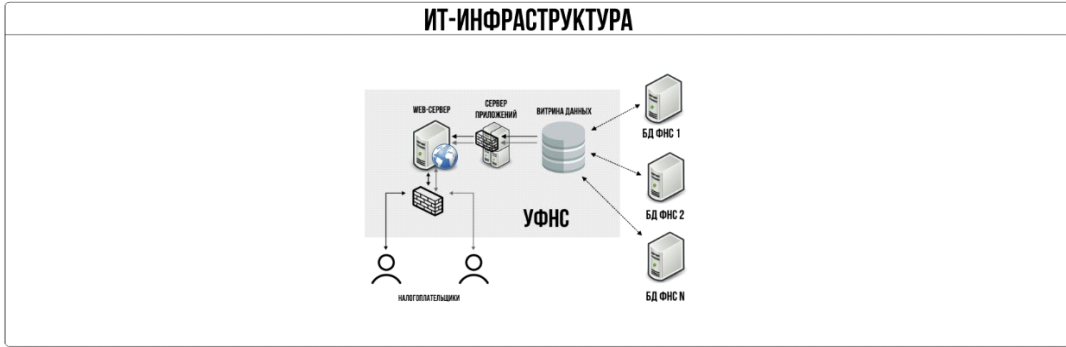 ИТ-ИНФРАСТРУКТУРА
WEB-СЕРВЕР
СЕРВЕР
ПРИЛОЖЕНИЙ
ВИТРИНА ДАННЫХ
БД ФНС 1
БД ФНС 2
УФНС
БД ФНС N
НАЛОГОПЛАТЕЛЬЩИКИ